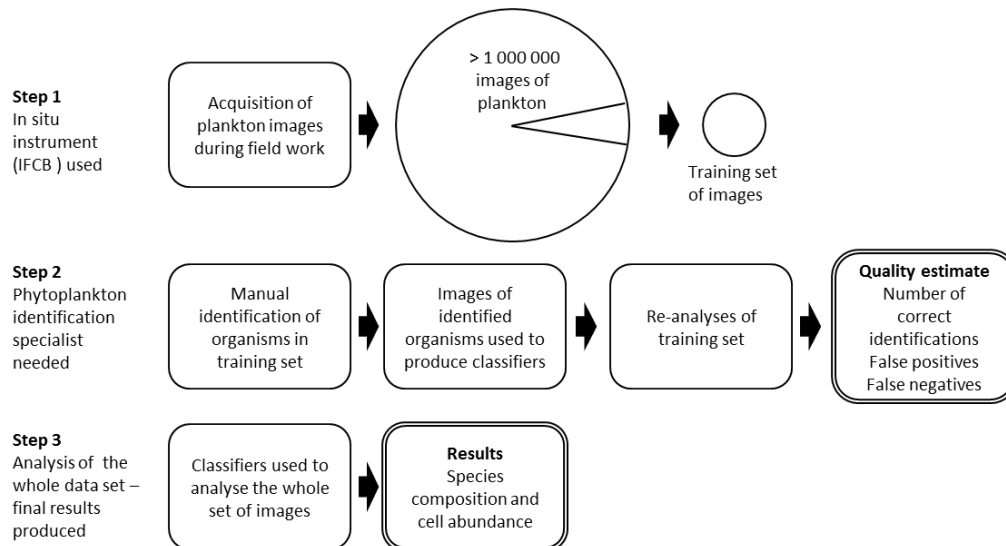 Step 1
In situ
instrument
(IFCB ) used
Acquisition of
plankton images
during field work
> 1 000 000
images of
plankton
Training set
of images
Step 2
Phytoplankton
identification
specialist
needed
Manual
identification of
organisms in
training set
Images of
identified
organisms used to
produce classifiers
Re-analyses of
training set
Quality estimate
Number of
correct
identifications
False positives
False negatives
Step 3
Analysis of the
whole data set –
final results
produced
Classifiers used to
analyse the whole
set of images
Results
Species
composition and
cell abundance